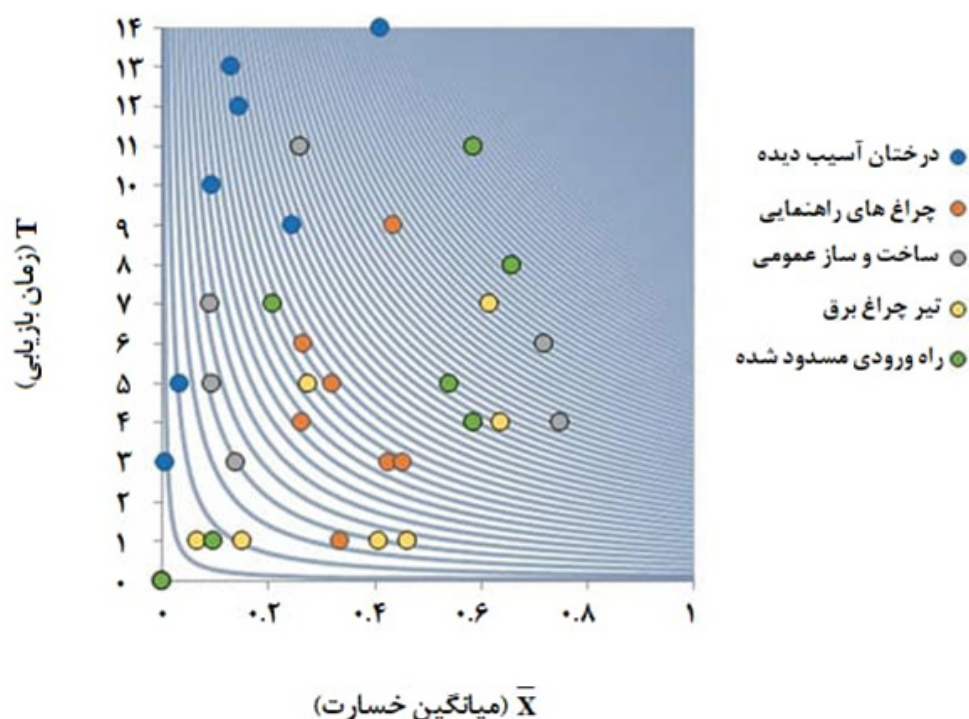 ۱۴
۱۳
۱۲
۱۱
۱۰
۹
۸
۷
۶
۵
۴
۳
۲
۱
۰
T (زمان بازیابی)
۰ ۰.۲ ۰.۴ ۰.۶ ۰.۸ ۱
X̄ (میانگین خسارت)
درختان آسیب دیده
چراغ های راهنمایی
ساخت و ساز عمومی
تیر چراغ برق
راه ورودی مسدود شده